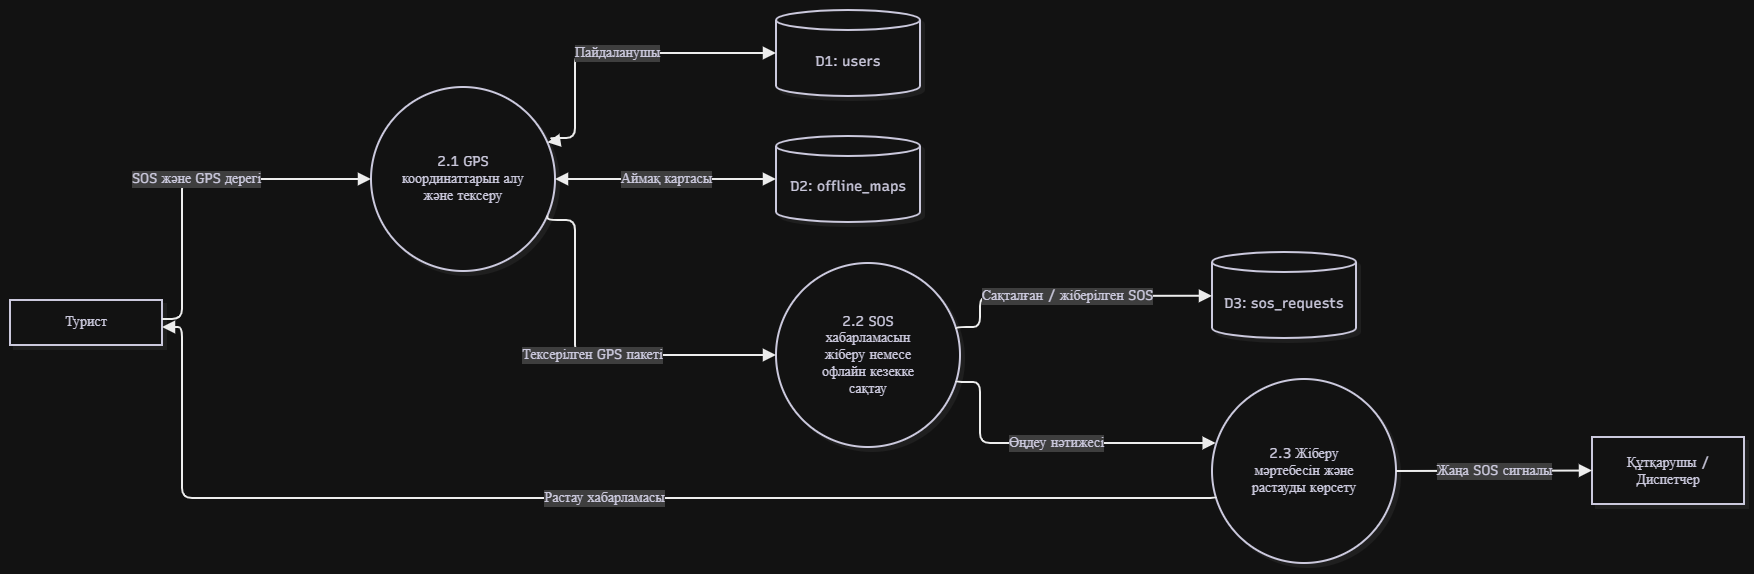 Пайдаланушы
D1: users
2.1 GPS
координаттарын алу
және тексеру
SOS және GPS дерегі
Аймақ картасы
D2: offline_maps
Турист
Тексерілген GPS пакеті
2.2 SOS
хабарламасын
жіберу немесе
офлайн кезекке
сақтау
Сақталған / жіберілген SOS
D3: sos_requests
Өңдеу нәтижесі
2.3 Жіберу
мәртебесін және
растауды көрсету
Жаңа SOS сигналы
Құтқарушы /
Диспетчер
Растау хабарламасы